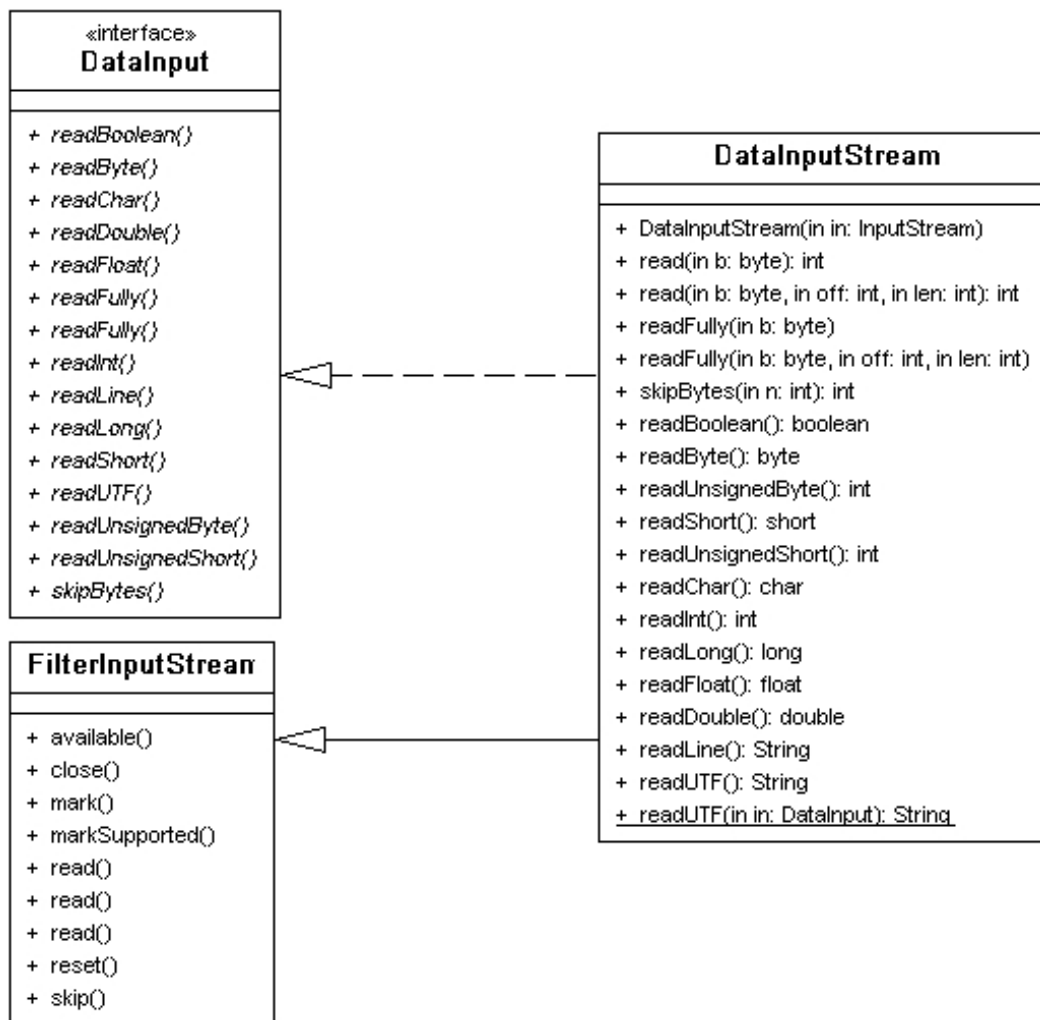 «interface»
DataInput
+ readBoolean()
+ readByte()
+ readChar()
+ readDouble()
+ readFloat()
+ readFully()
+ readFully()
+ readInt()
+ readLine()
+ readLong()
+ readShort()
+ readUTF()
+ readUnsignedByte()
+ readUnsignedShort()
+ skipBytes()
FilterInputStrean
+ available()
+ close()
+ mark()
+ markSupported()
+ read()
+ read()
+ read()
+ reset()
+ skip()
DataInputStream
+ DataInputStream(in in: InputStream)
+ read(in b: byte): int
+ read(in b: byte, in off: int, in len: int): int
+ readFully(in b: byte)
+ readFully(in b: byte, in off: int, in len: int)
+ skipBytes(in n: int): int
+ readBoolean(): boolean
+ readByte(): byte
+ readUnsignedByte(): int
+ readShort(): short
+ readUnsignedShort(): int
+ readChar(): char
+ readInt(): int
+ readLong(): long
+ readFloat(): float
+ readDouble(): double
+ readLine(): String
+ readUTF(): String
+ readUTF(in in: DataInput): String